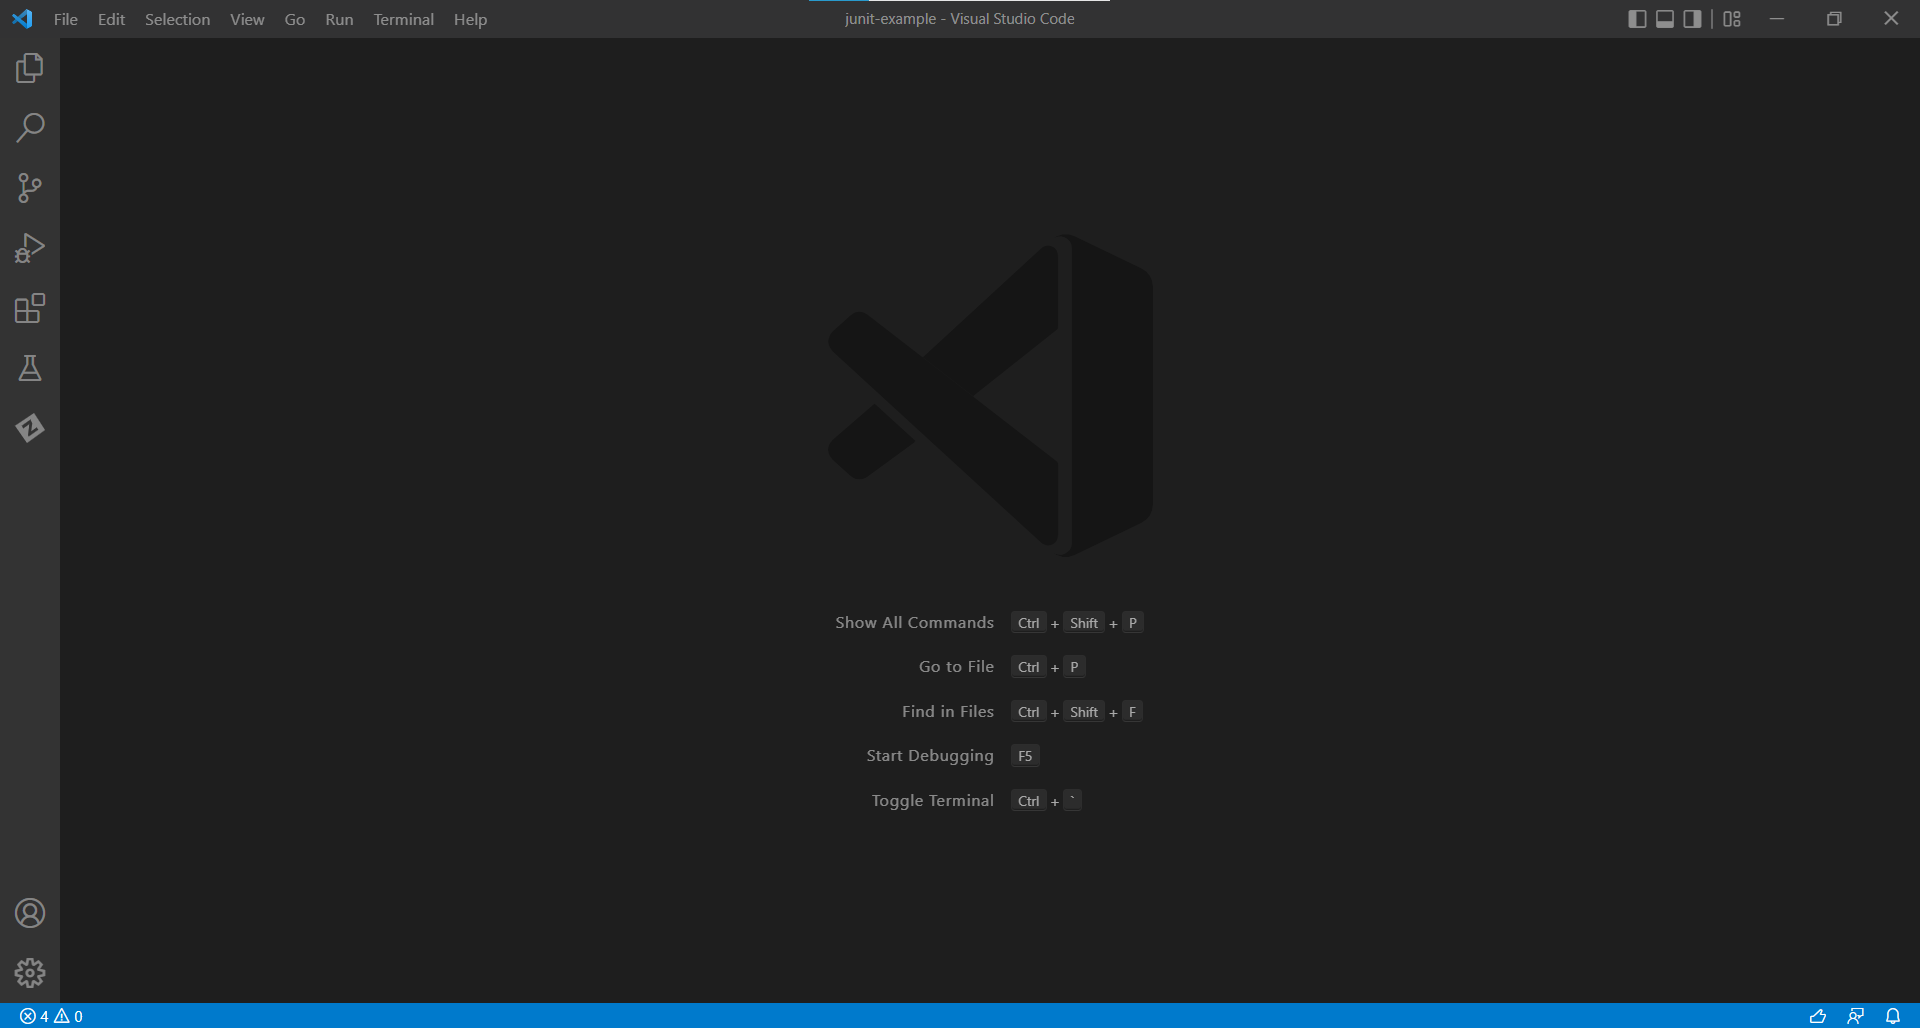 File Edit Selection View Go Run Terminal Help junit-example - Visual Studio Code
Show All Commands Ctrl + Shift + P
Go to File Ctrl + P
Find in Files Ctrl + Shift + F
Start Debugging F5
Toggle Terminal Ctrl + `
4 0